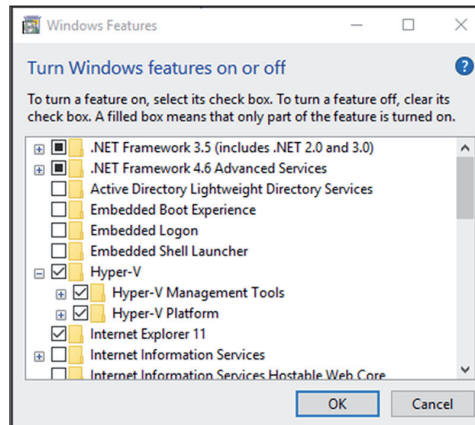 Windows Features
Turn Windows features on or off
To turn a feature on, select its check box. To turn a feature off, clear its
check box. A filled box means that only part of the feature is turned on.
.NET Framework 3.5 (includes .NET 2.0 and 3.0)
.NET Framework 4.6 Advanced Services
Active Directory Lightweight Directory Services
Embedded Boot Experience
Embedded Logon
Embedded Shell Launcher
Hyper-V
Hyper-V Management Tools
Hyper-V Platform
Internet Explorer 11
Internet Information Services
Internet Information Services Hostable Web Core
OK Cancel